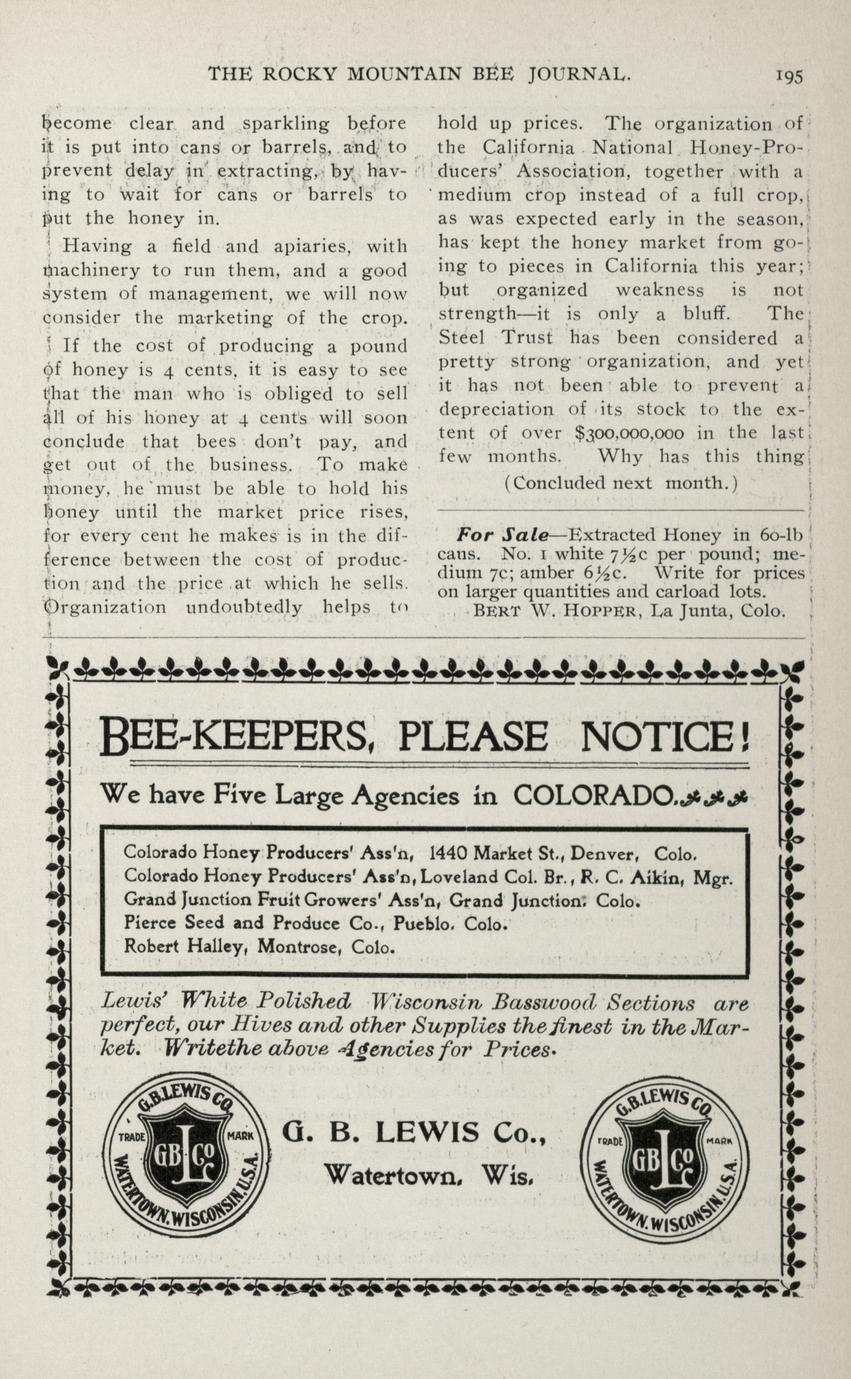 THE ROCKY MOUNTAIN BEE JOURNAL. 195
become clear and sparkling before
it is put into cans or barrels, and to
prevent delay in extracting, by hav-
ing to wait for cans or barrels to
put the honey in.
Having a field and apiaries, with
machinery to run them, and a good
system of management, we will now
consider the marketing of the crop.
If the cost of producing a pound
of honey is 4 cents, it is easy to see
that the man who is obliged to sell
all of his honey at 4 cents will soon
conclude that bees don't pay, and
get out of the business. To make
money, he must be able to hold his
honey until the market price rises,
for every cent he makes is in the dif-
ference between the cost of produc-
tion and the price at which he sells.
Organization undoubtedly helps to
hold up prices. The organization of
the California National Honey-Pro-
ducers' Association, together with a
medium crop instead of a full crop,
as was expected early in the season,
has kept the honey market from go-
ing to pieces in California this year;
but organized weakness is not
strength—it is only a bluff. The
Steel Trust has been considered a
pretty strong organization, and yet
it has not been able to prevent a
depreciation of its stock to the ex-
tent of over $300,000,000 in the last
few months. Why has this thing
(Concluded next month.)
For Sale—Extracted Honey in 60-lb
cans. No. 1 white 7½c per pound; me-
dium 7c; amber 6½c. Write for prices
on larger quantities and carload lots.
BERT W. HOPPER, La Junta, Colo.
BEE-KEEPERS, PLEASE NOTICE!
We have Five Large Agencies in COLORADO.
Colorado Honey Producers' Ass'n, 1440 Market St., Denver, Colo.
Colorado Honey Producers' Ass'n, Loveland Col. Br., R. C. Aikin, Mgr.
Grand Junction Fruit Growers' Ass'n, Grand Junction. Colo.
Pierce Seed and Produce Co., Pueblo. Colo.
Robert Halley, Montrose, Colo.
Lewis' White Polished Wisconsin Basswood Sections are
perfect, our Hives and other Supplies the finest in the Mar-
ket. Writethe above Agencies for Prices.
G. B. LEWIS Co.,
Watertown. Wis.
G.B. LEWIS CO.
TRADE MARK
GB L CO
WATERTOWN. WISCONSIN. U.S.A.
G.B. LEWIS CO.
TRADE MARK
GB L CO
WATERTOWN. WISCONSIN. U.S.A.